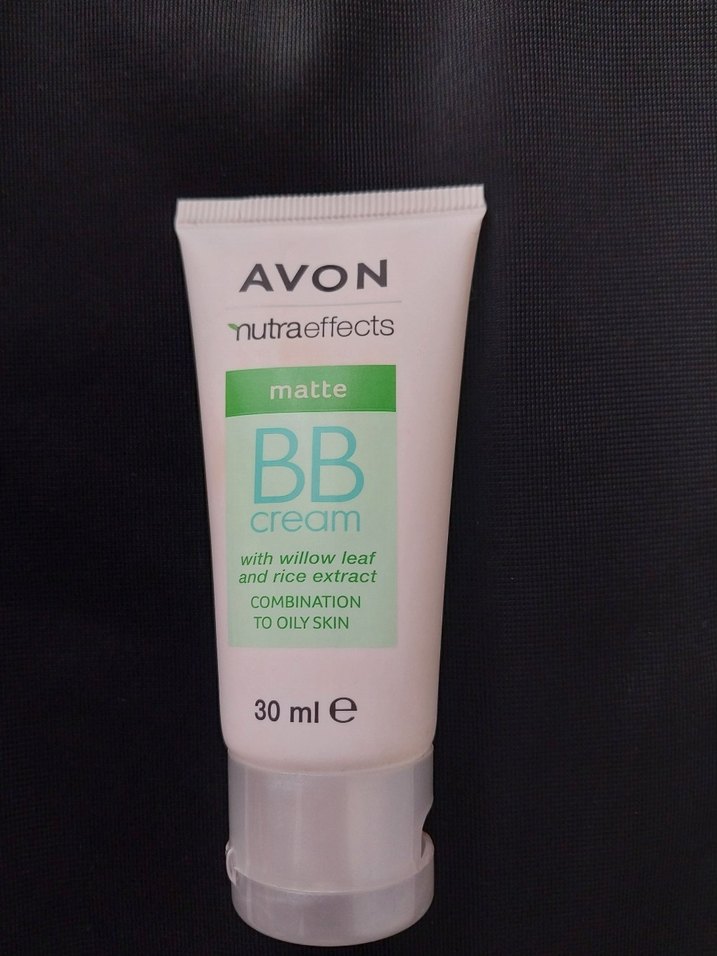 AVON
nutraeffects
matte
BB
cream
with willow leaf
and rice extract
COMBINATION
TO OILY SKIN
30 ml ℮